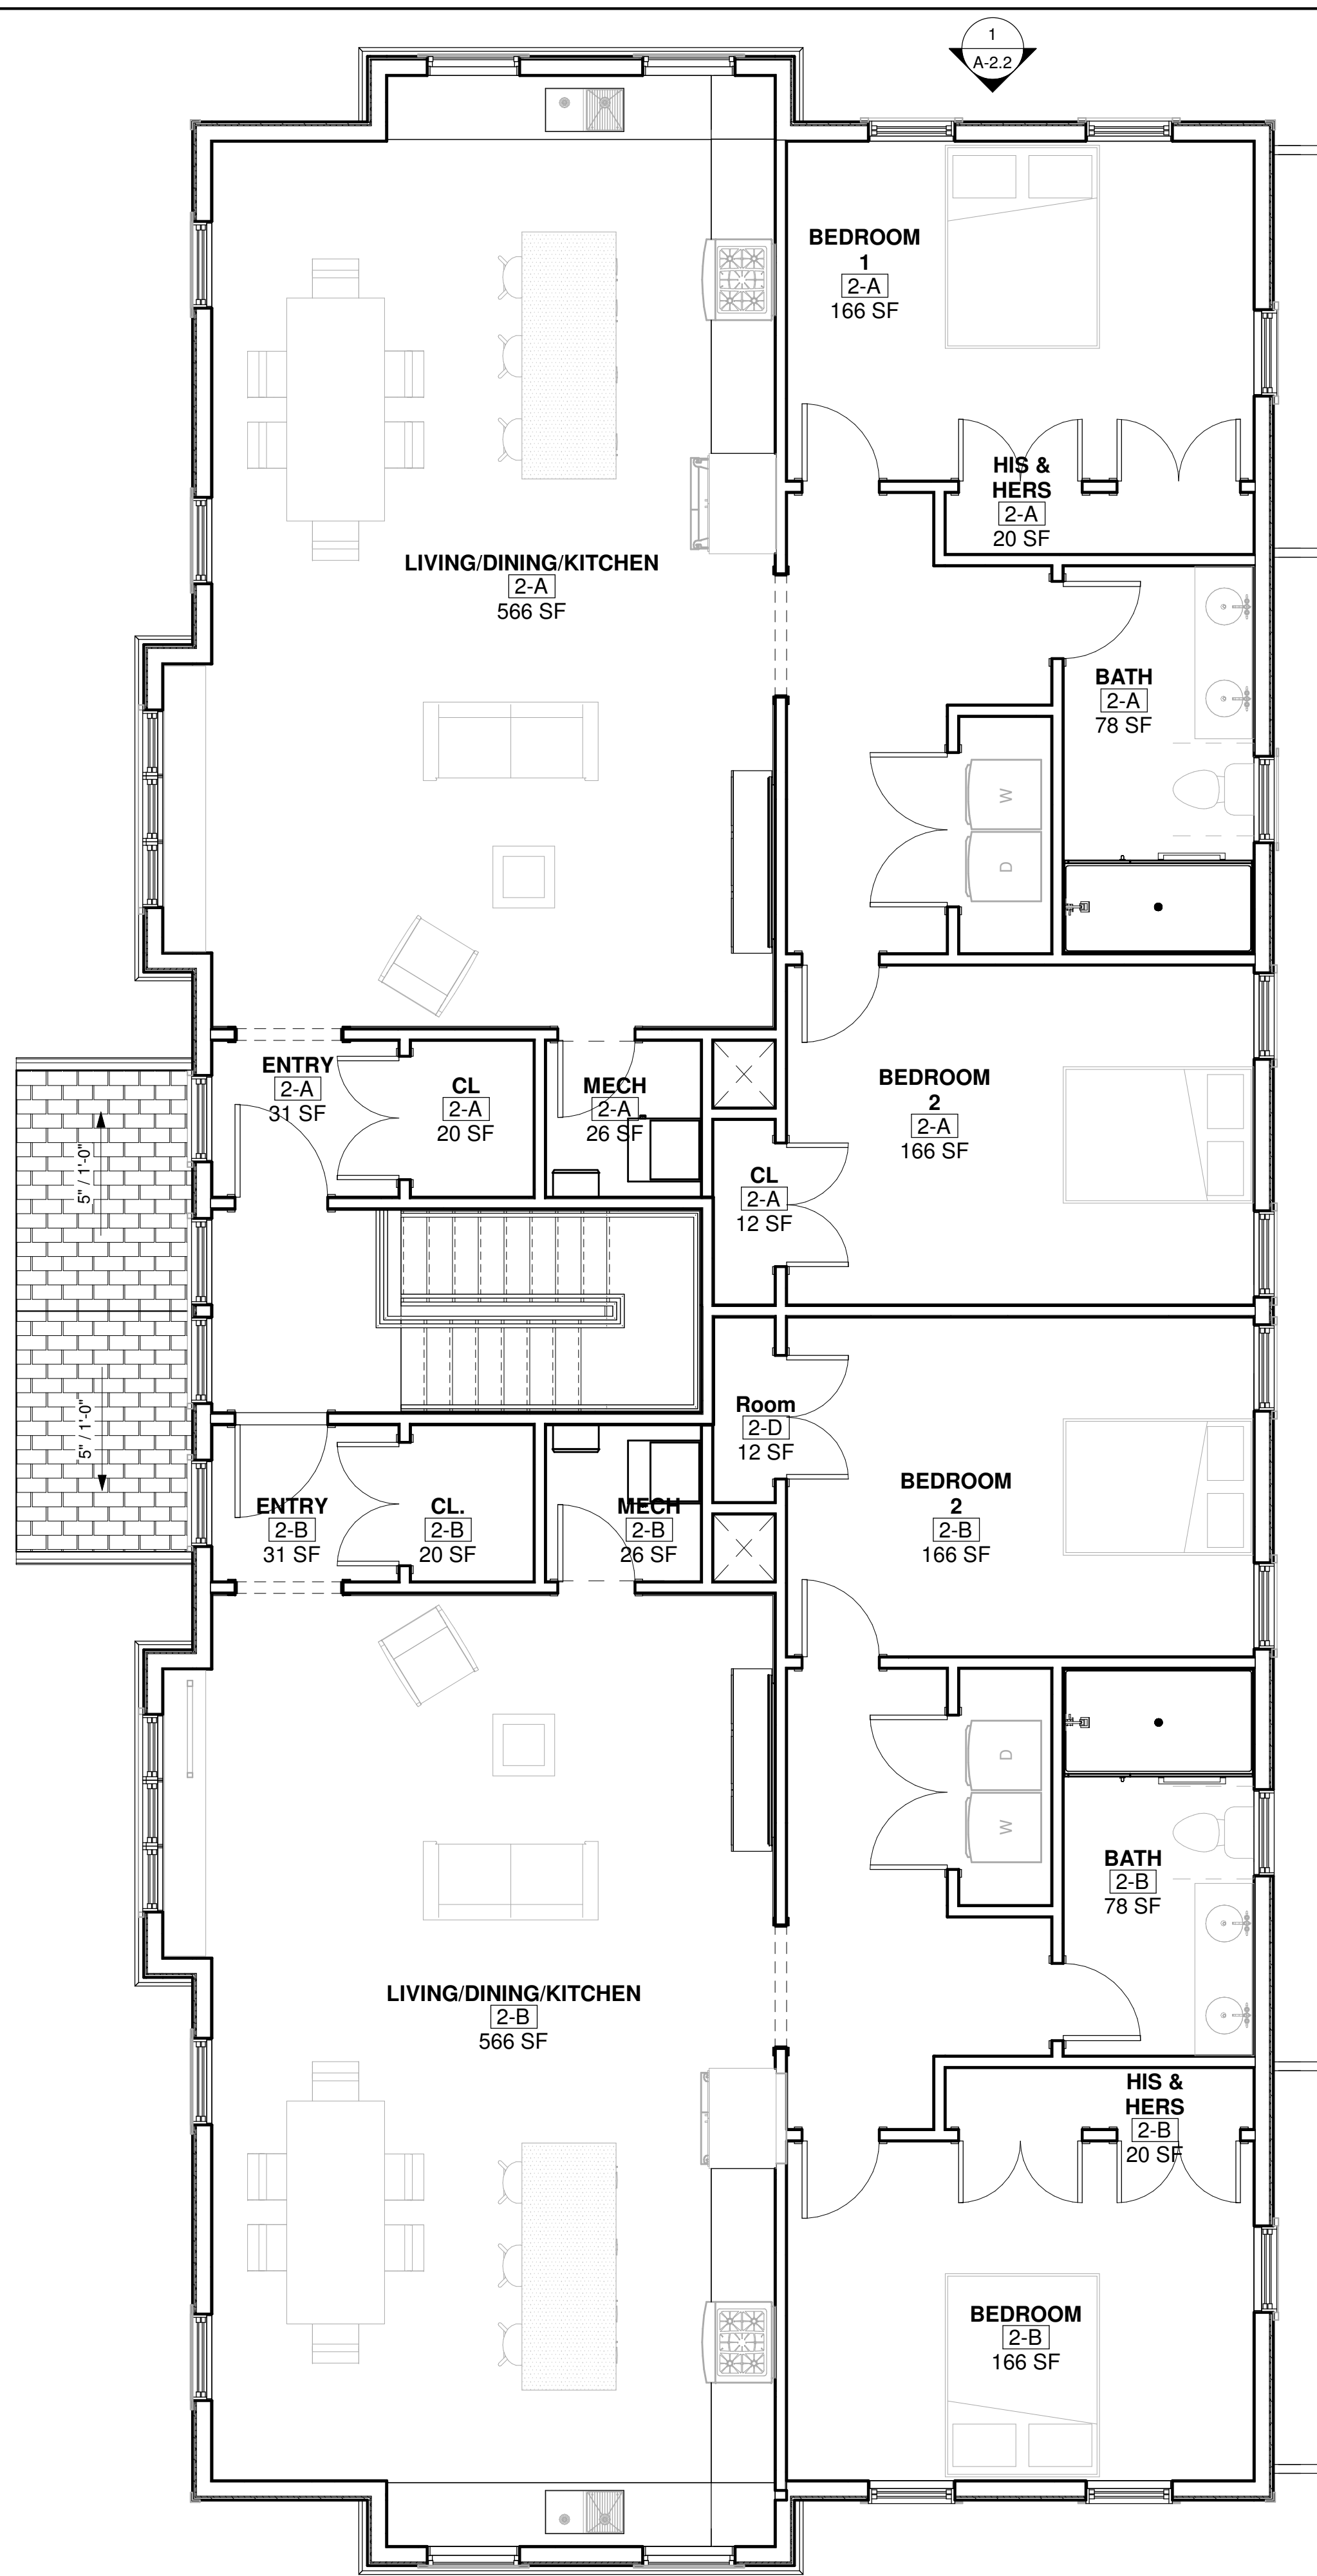 1
A-2.2
BEDROOM
1
2-A
166 SF
HIS &
HERS
2-A
20 SF
LIVING/DINING/KITCHEN
2-A
566 SF
BATH
2-A
78 SF
W
D
ENTRY
2-A
31 SF
CL
2-A
20 SF
MECH
2-A
26 SF
BEDROOM
2
2-A
166 SF
CL
2-A
12 SF
5" / 1'-0"
5" / 1'-0"
Room
2-D
12 SF
BEDROOM
2
2-B
166 SF
ENTRY
2-B
31 SF
CL.
2-B
20 SF
MECH
2-B
26 SF
D
W
BATH
2-B
78 SF
LIVING/DINING/KITCHEN
2-B
566 SF
HIS &
HERS
2-B
20 SF
BEDROOM
2-B
166 SF